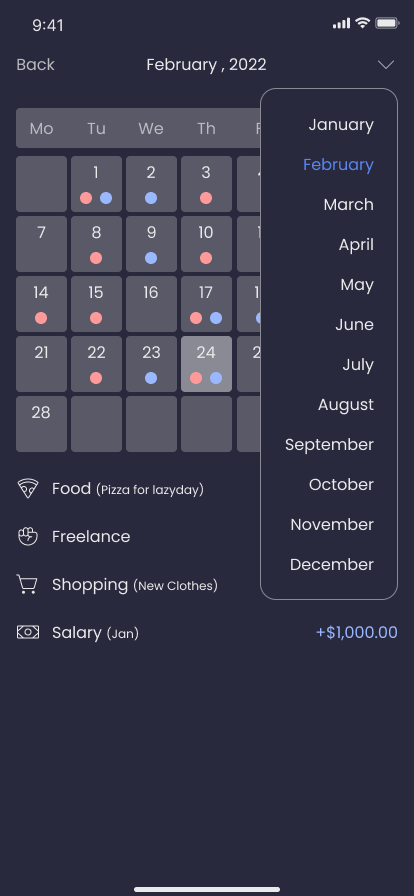 9:41
Back February , 2022
Mo Tu We Th
1 2 3
7 8 9 10
14 15 16 17
21 22 23 24
28
January
February
March
April
May
June
July
August
September
October
November
December
Food (Pizza for lazyday)
Freelance
Shopping (New Clothes)
Salary (Jan) +$1,000.00